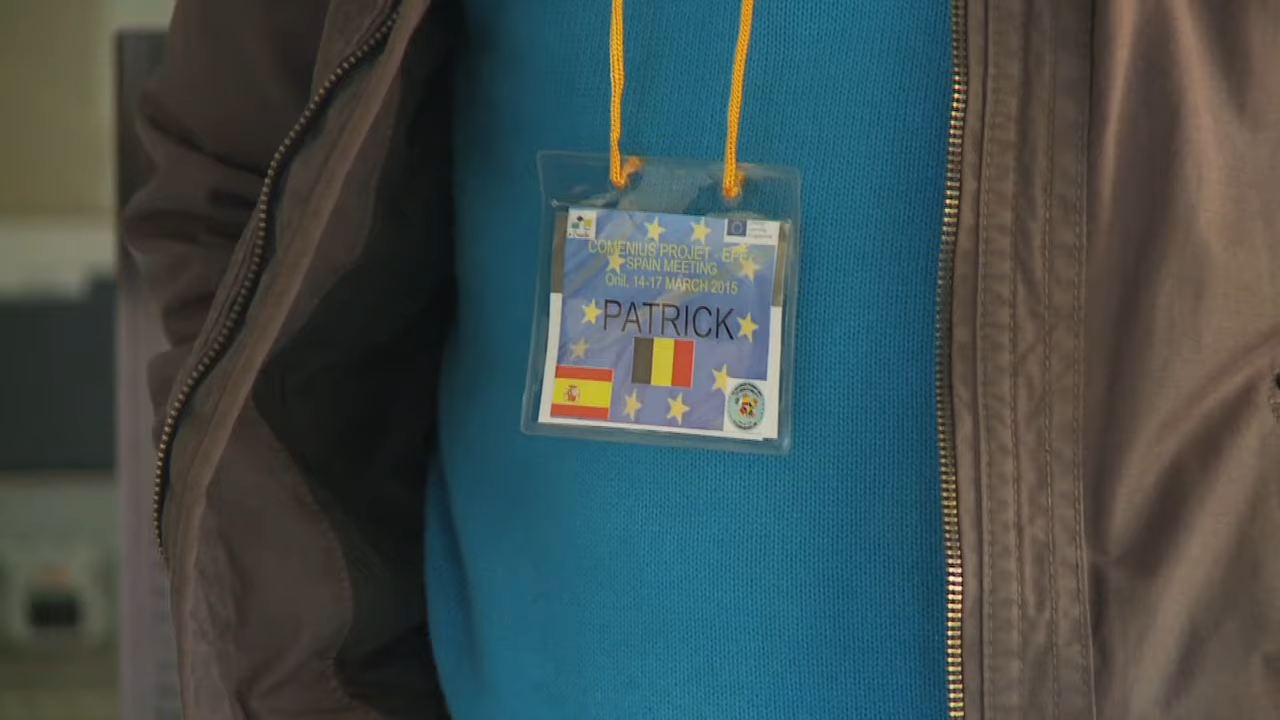 COMENIUS PROJET - EPE
SPAIN MEETING
Onil, 14-17 MARCH 2015
PATRICK